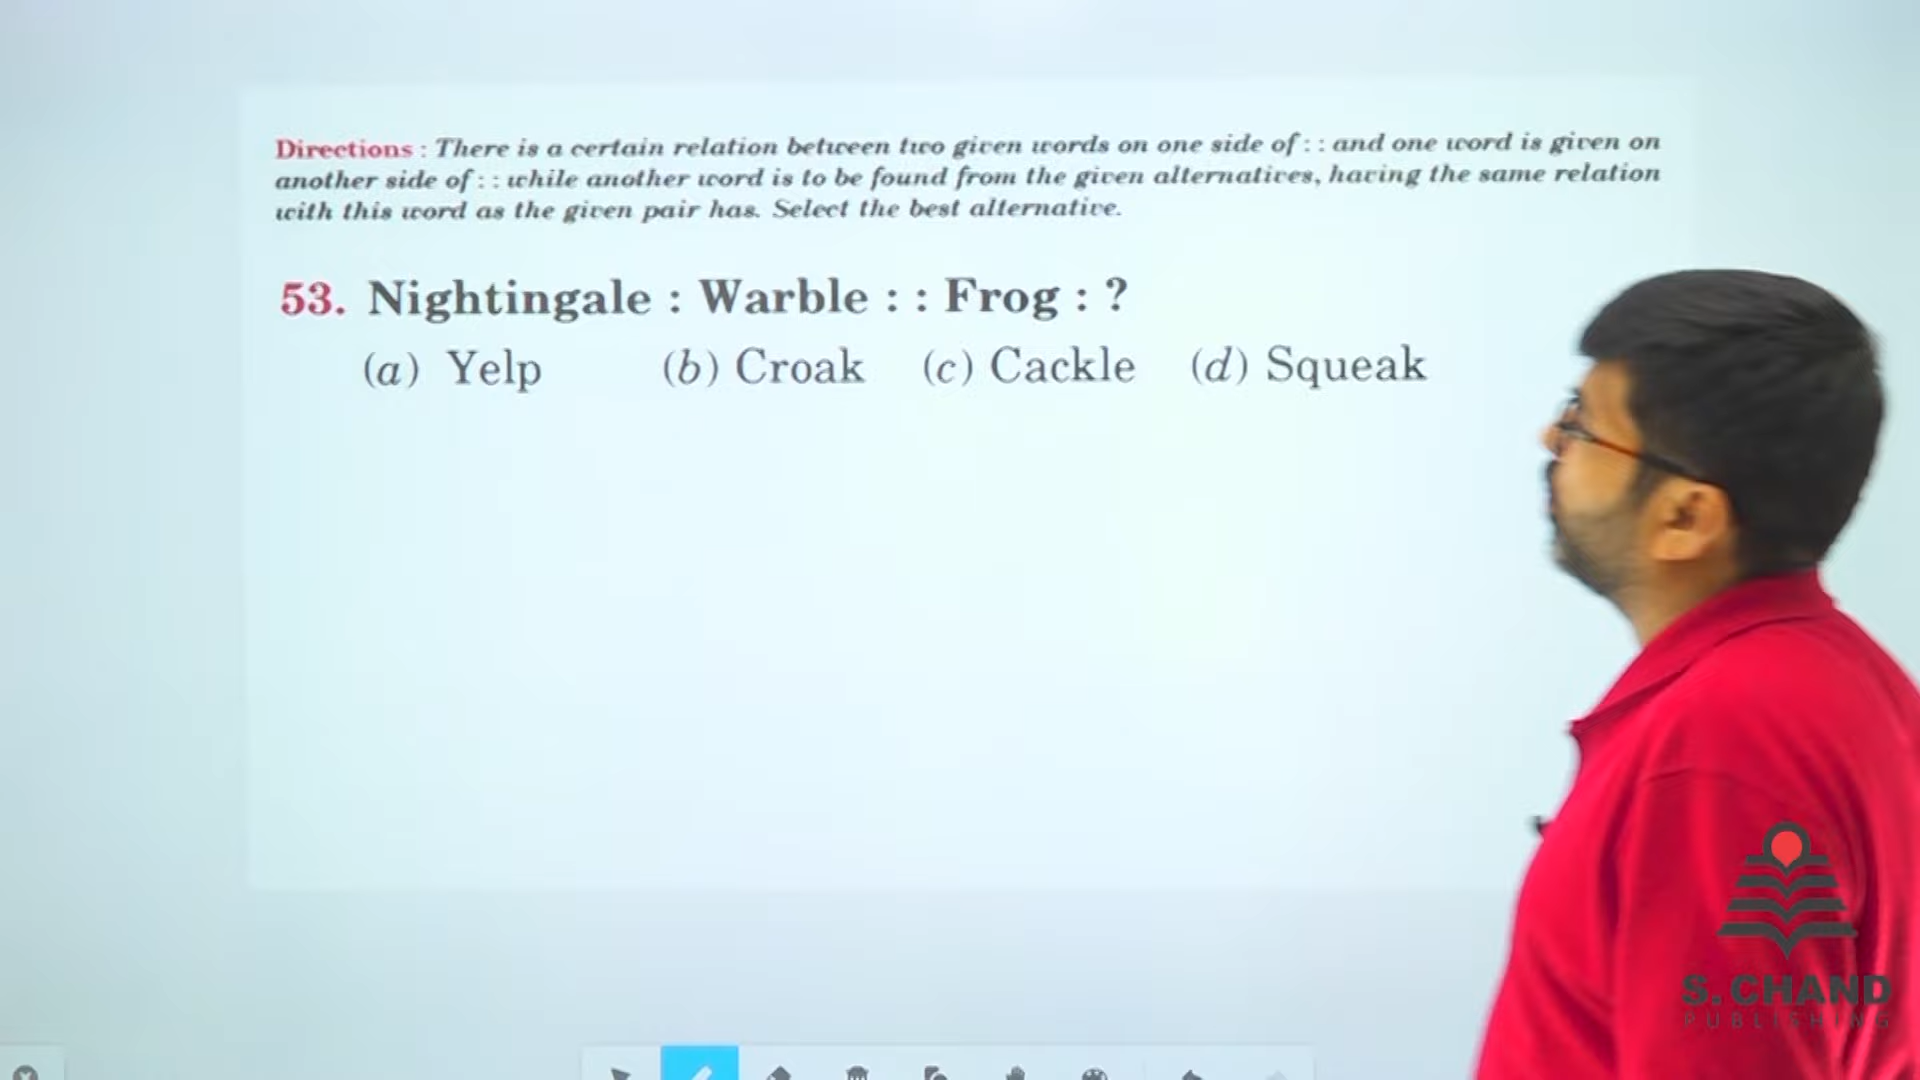 Directions : There is a certain relation between two given words on one side of : : and one word is given on
another side of : : while another word is to be found from the given alternatives, having the same relation
with this word as the given pair has. Select the best alternative.
53. Nightingale : Warble : : Frog : ?
(a) Yelp (b) Croak (c) Cackle (d) Squeak
S. CHAND
PUBLISHING